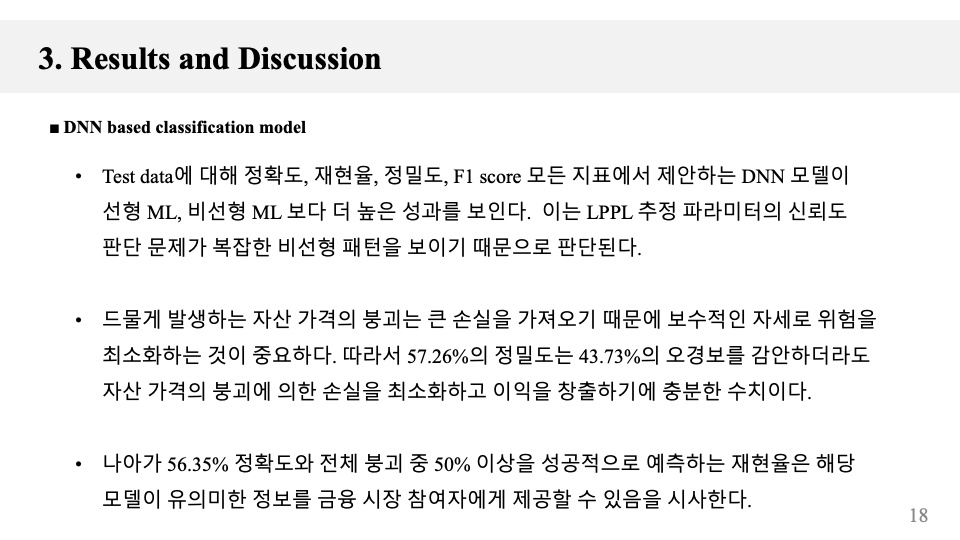 3. Results and Discussion
■ DNN based classification model
• Test data에 대해 정확도, 재현율, 정밀도, F1 score 모든 지표에서 제안하는 DNN 모델이
선형 ML, 비선형 ML 보다 더 높은 성과를 보인다. 이는 LPPL 추정 파라미터의 신뢰도
판단 문제가 복잡한 비선형 패턴을 보이기 때문으로 판단된다.
• 드물게 발생하는 자산 가격의 붕괴는 큰 손실을 가져오기 때문에 보수적인 자세로 위험을
최소화하는 것이 중요하다. 따라서 57.26%의 정밀도는 43.73%의 오경보를 감안하더라도
자산 가격의 붕괴에 의한 손실을 최소화하고 이익을 창출하기에 충분한 수치이다.
• 나아가 56.35% 정확도와 전체 붕괴 중 50% 이상을 성공적으로 예측하는 재현율은 해당
모델이 유의미한 정보를 금융 시장 참여자에게 제공할 수 있음을 시사한다.
18